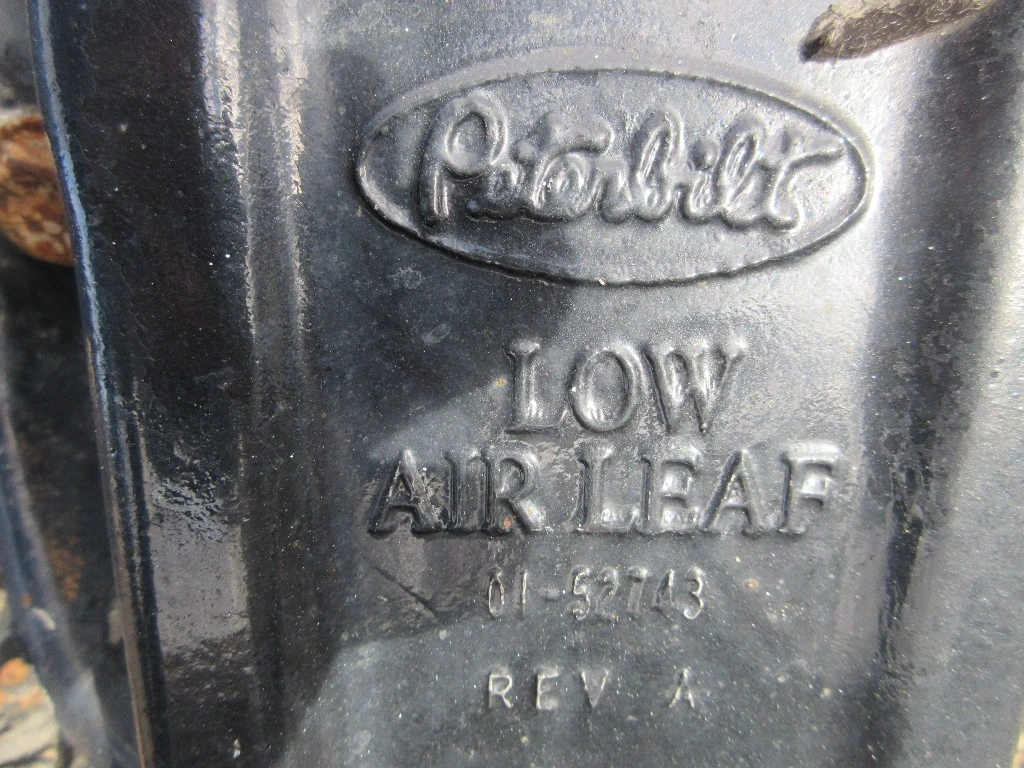 Peterbilt
LOW
AIR LEAF
01-52743
REV A